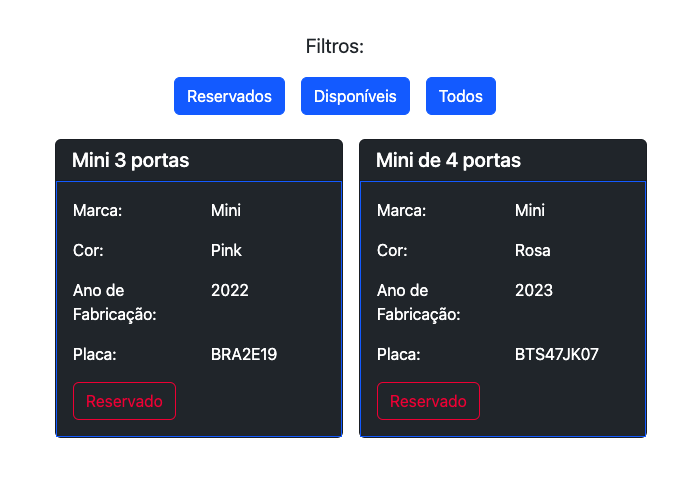 Filtros:
Reservados Disponíveis Todos
Mini 3 portas
Marca: Mini
Cor: Pink
Ano de 2022
Fabricação:
Placa: BRA2E19
Reservado
Mini de 4 portas
Marca: Mini
Cor: Rosa
Ano de 2023
Fabricação:
Placa: BTS47JK07
Reservado